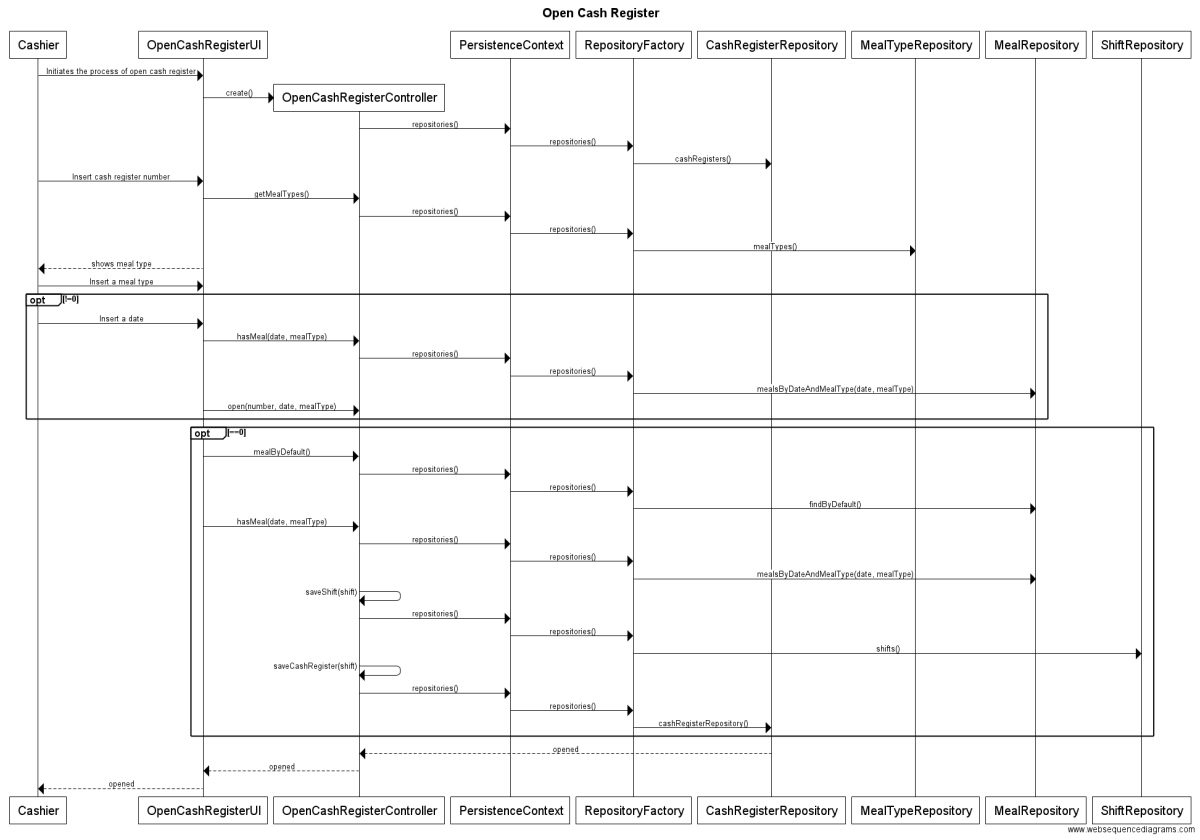 Open Cash Register
Cashier
OpenCashRegisterUI
PersistenceContext
RepositoryFactory
CashRegisterRepository
MealTypeRepository
MealRepository
ShiftRepository
Initiates the process of open cash register
create()
OpenCashRegisterController
repositories()
repositories()
cashRegisters()
Insert cash register number
getMealTypes()
repositories()
repositories()
mealTypes()
shows meal type
Insert a meal type
opt [!=0]
Insert a date
hasMeal(date, mealType)
repositories()
repositories()
mealsByDateAndMealType(date, mealType)
open(number, date, mealType)
opt [==0]
mealByDefault()
repositories()
repositories()
findByDefault()
hasMeal(date, mealType)
repositories()
repositories()
mealsByDateAndMealType(date, mealType)
saveShift(shift)
repositories()
repositories()
shifts()
saveCashRegister(shift)
repositories()
repositories()
cashRegisterRepository()
opened
opened
opened
Cashier
OpenCashRegisterUI
OpenCashRegisterController
PersistenceContext
RepositoryFactory
CashRegisterRepository
MealTypeRepository
MealRepository
ShiftRepository
www.websequencediagrams.com